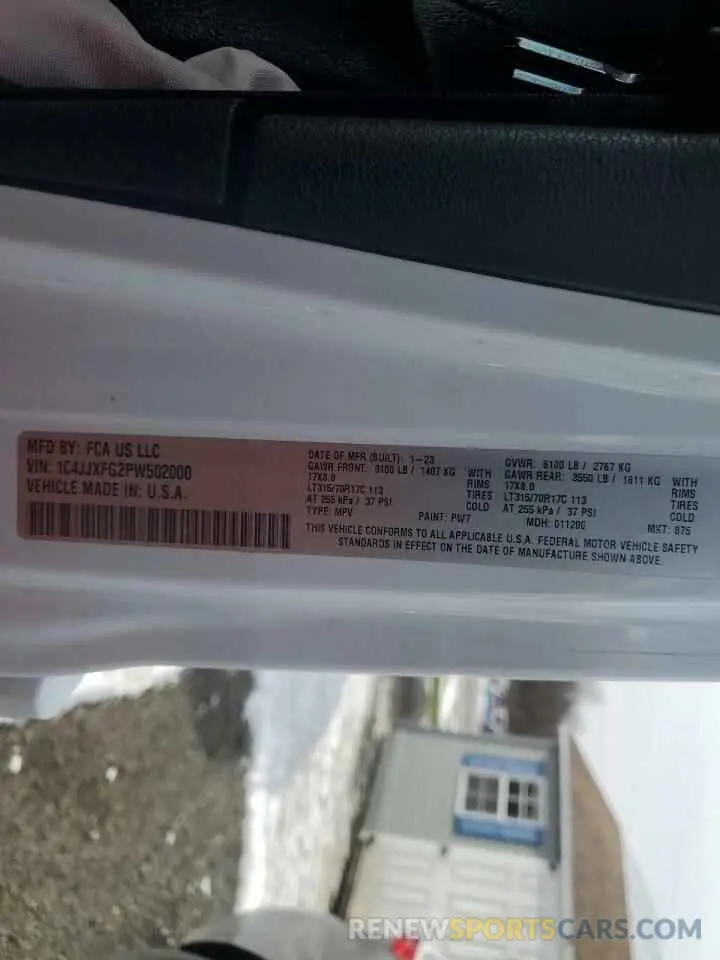 MFD BY: FCA US LLC
VIN: 1C4JJXFG2PW502000
VEHICLE MADE IN: U.S.A.
DATE OF MFR (BUILT): 1-23
GAWR FRONT: 3100 LB / 1407 KG WITH
17X8.0 RIMS
LT315/70R17C 113 TIRES
AT 255 kPa / 37 PSI COLD
TYPE: MPV PAINT: PW7
GVWR: 6100 LB / 2767 KG
GAWR REAR: 3550 LB / 1611 KG WITH
17X8.0 RIMS
LT315/70R17C 113 TIRES
AT 255 kPa / 37 PSI COLD
MDH: 011206 MKT: 875
THIS VEHICLE CONFORMS TO ALL APPLICABLE U.S.A. FEDERAL MOTOR VEHICLE SAFETY
STANDARDS IN EFFECT ON THE DATE OF MANUFACTURE SHOWN ABOVE.
RENEWSPORTSCARS.COM